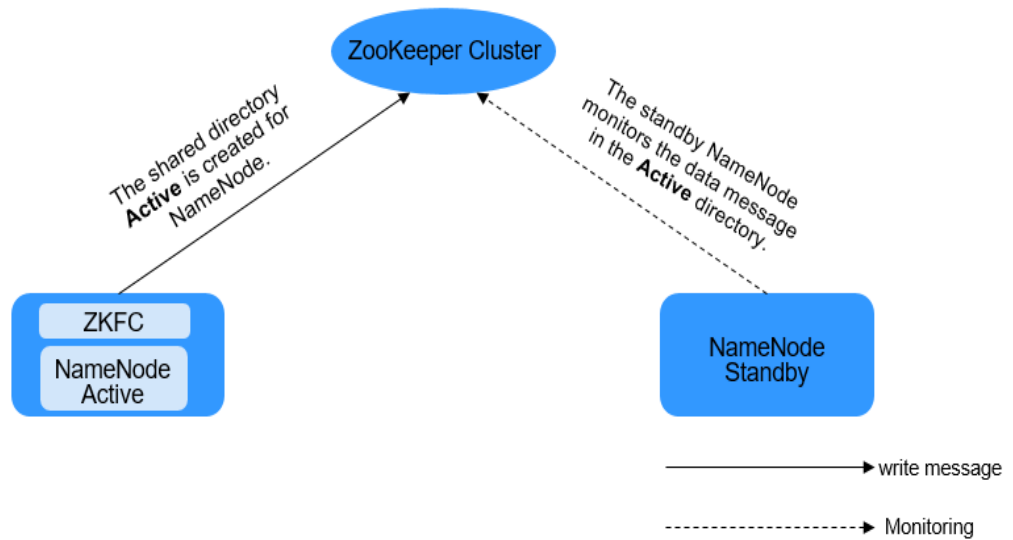 ZooKeeper Cluster
The shared directory
Active is created for
NameNode.
The standby NameNode
monitors the data message
in the Active directory.
ZKFC
NameNode
Active
NameNode
Standby
write message
Monitoring